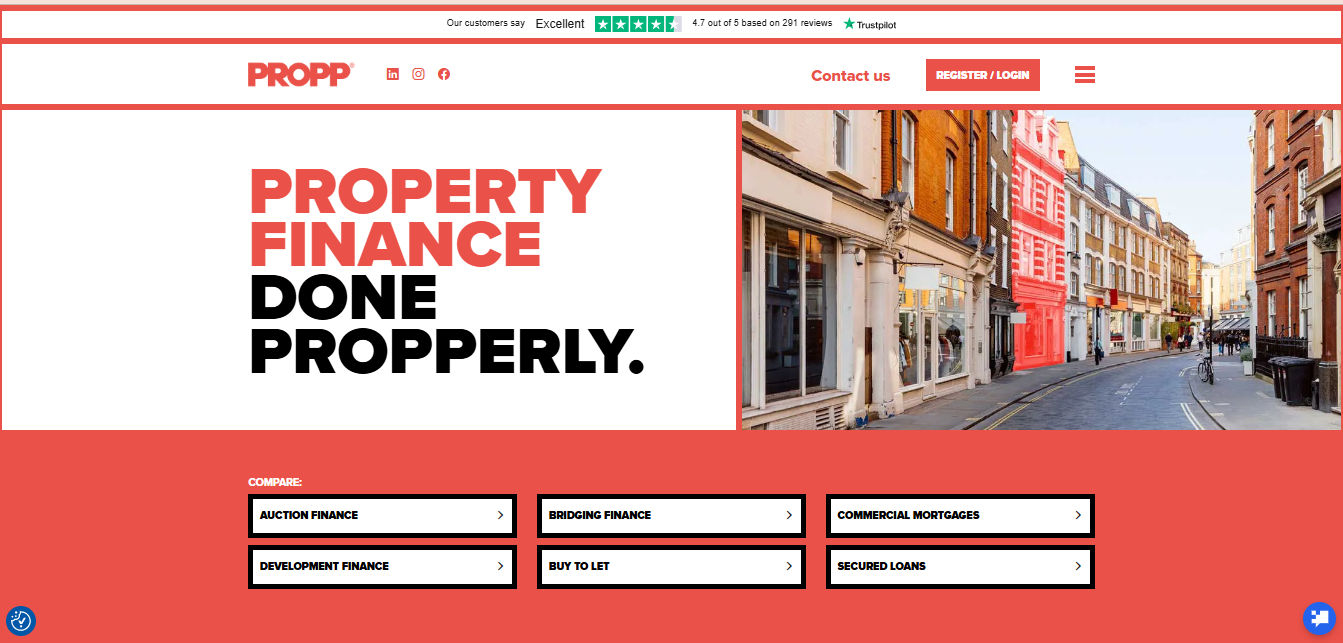 Our customers say Excellent 4.7 out of 5 based on 291 reviews Trustpilot
PROPP® Contact us REGISTER / LOGIN
PROPERTY
FINANCE
DONE
PROPPERLY.
COMPARE:
AUCTION FINANCE
BRIDGING FINANCE
COMMERCIAL MORTGAGES
DEVELOPMENT FINANCE
BUY TO LET
SECURED LOANS